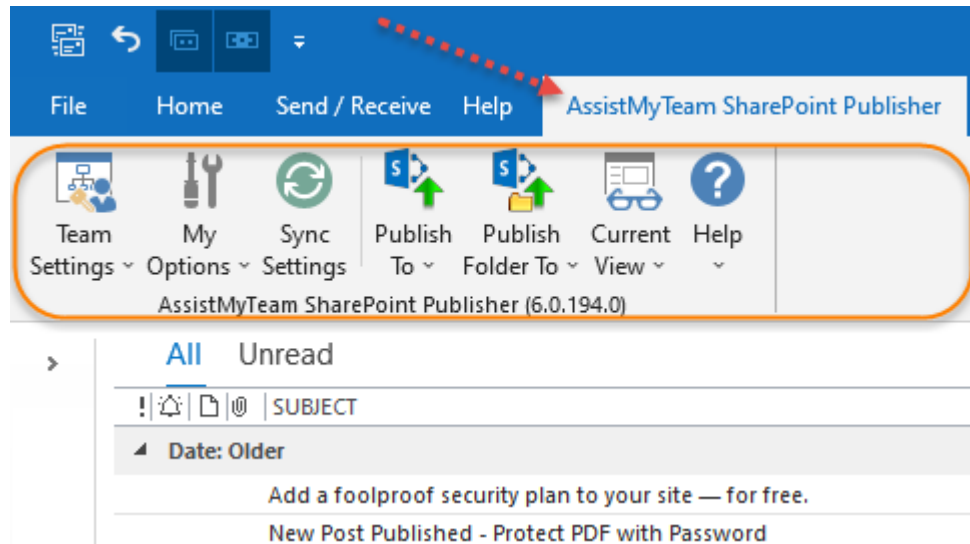 File Home Send / Receive Help AssistMyTeam SharePoint Publisher
Team My Sync Publish Publish Current Help
Settings Options Settings To Folder To View
AssistMyTeam SharePoint Publisher (6.0.194.0)
All Unread
! SUBJECT
Date: Older
Add a foolproof security plan to your site — for free.
New Post Published - Protect PDF with Password